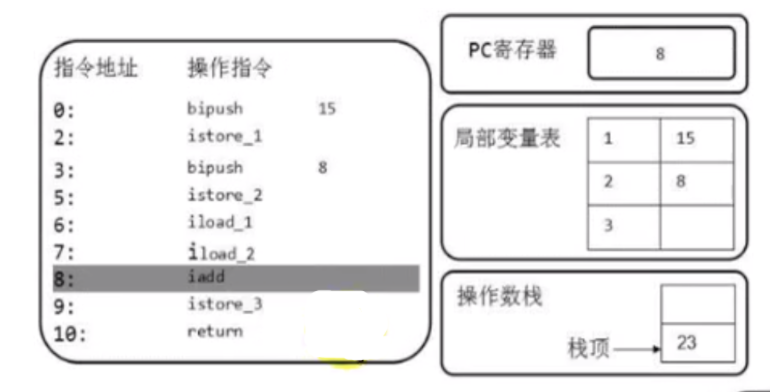 指令地址 操作指令
0: bipush 15
2: istore_1
3: bipush 8
5: istore_2
6: iload_1
7: iload_2
8: iadd
9: istore_3
10: return
PC寄存器 8
局部变量表
1 15
2 8
3
操作数栈
栈顶 23